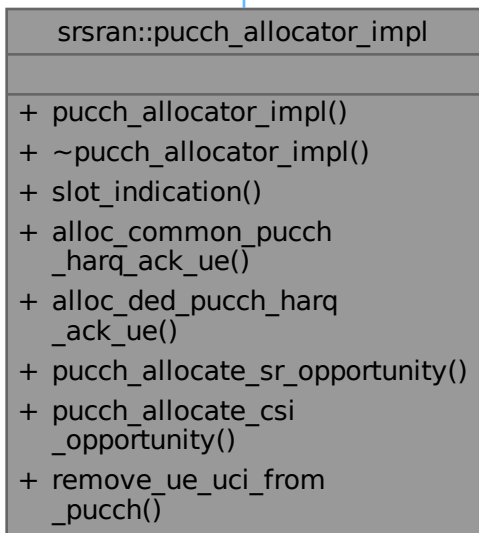 srsran::pucch_allocator_impl
+ pucch_allocator_impl()
+ ~pucch_allocator_impl()
+ slot_indication()
+ alloc_common_pucch
_harq_ack_ue()
+ alloc_ded_pucch_harq
_ack_ue()
+ pucch_allocate_sr_opportunity()
+ pucch_allocate_csi
_opportunity()
+ remove_ue_uci_from
_pucch()